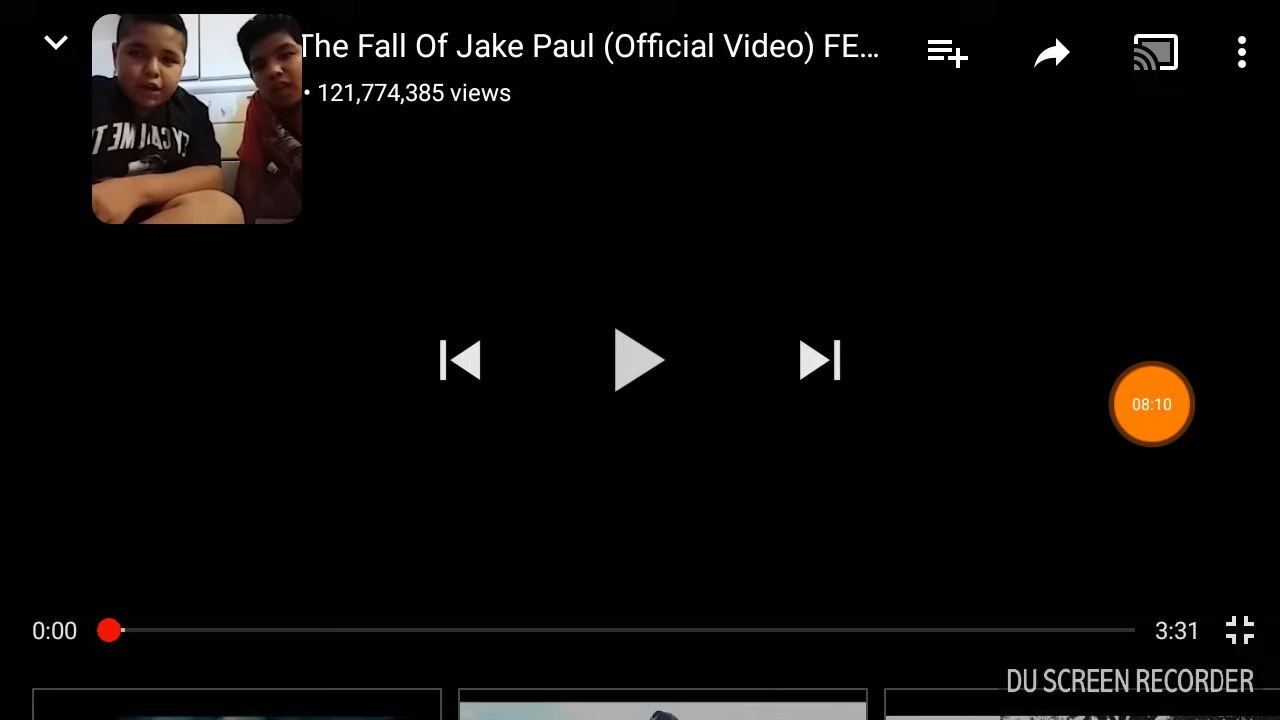 The Fall Of Jake Paul (Official Video) FE...
• 121,774,385 views
08:10
0:00
3:31
DU SCREEN RECORDER